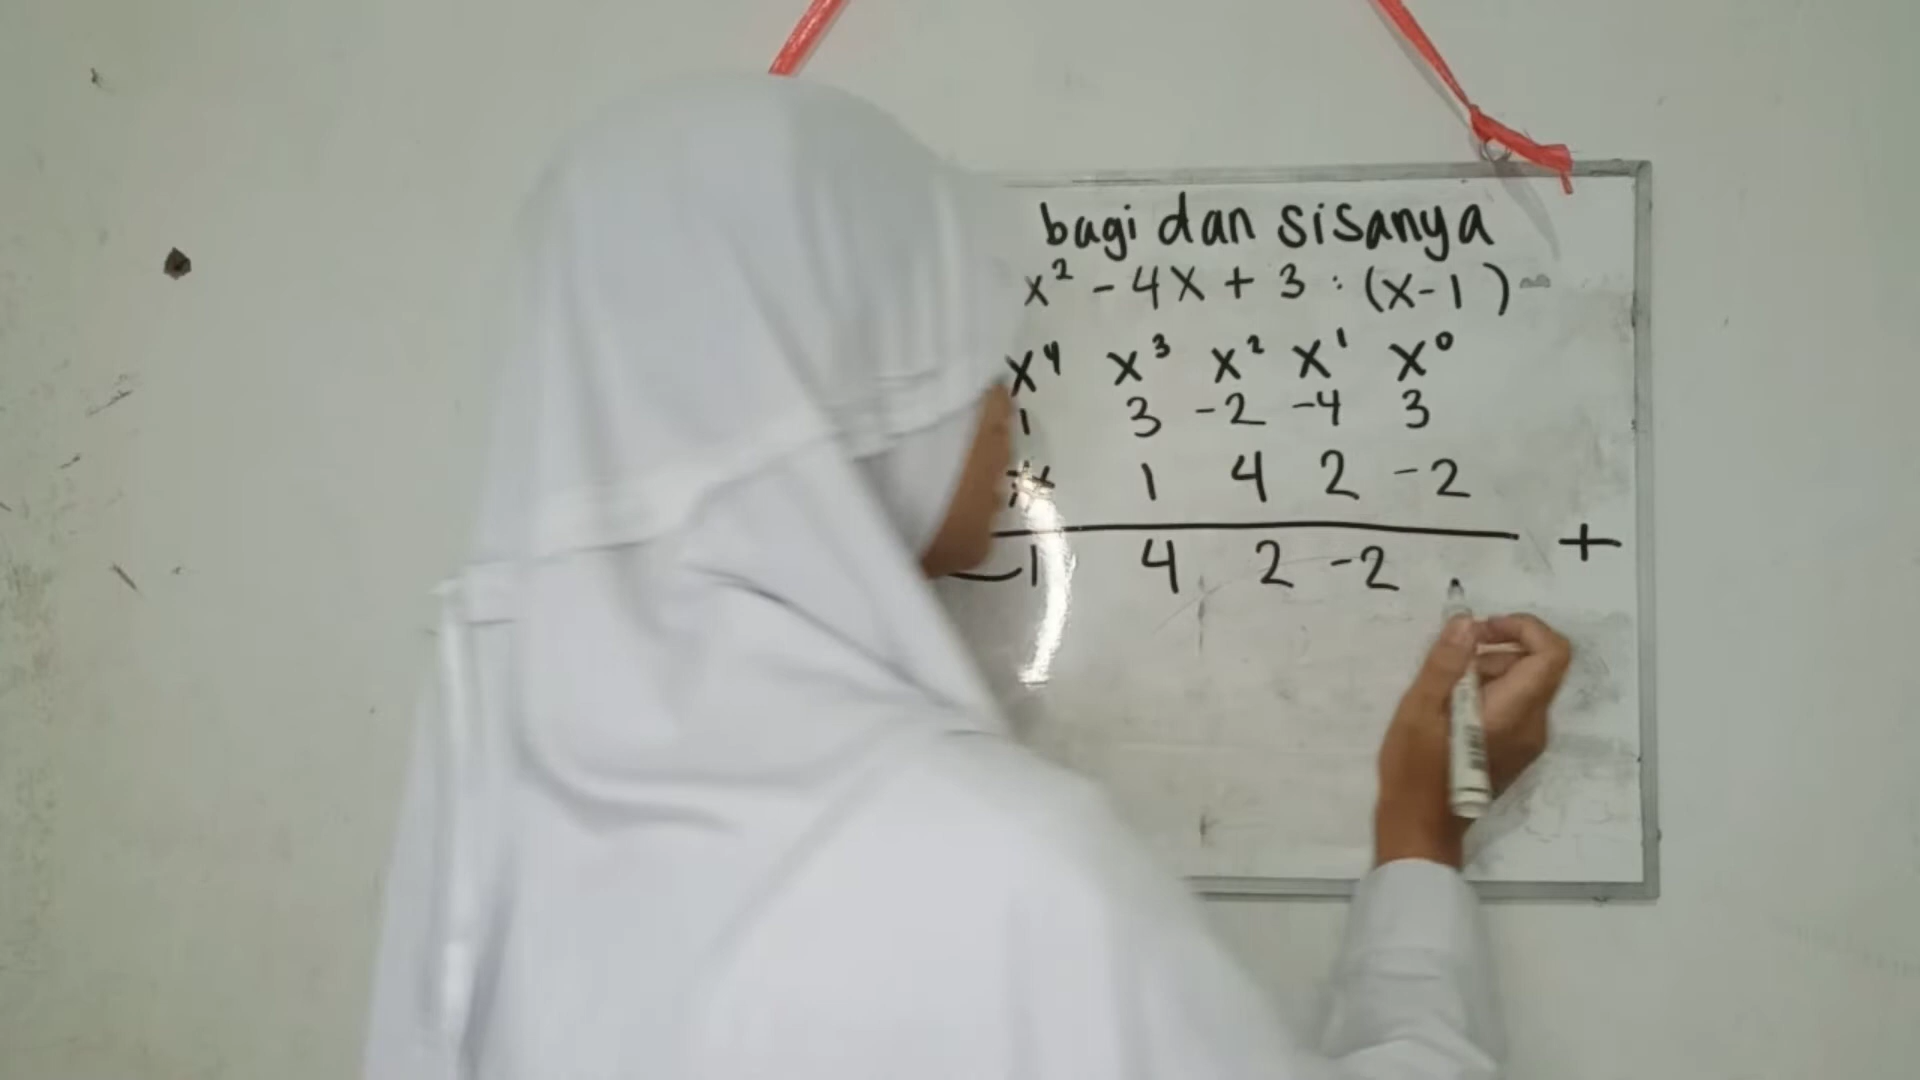 bagi dan sisanya
x² - 4x + 3 : (x-1)
x⁴ x³ x² x¹ x⁰
1 3 -2 -4 3
1 4 2 -2
+
1 4 2 -2